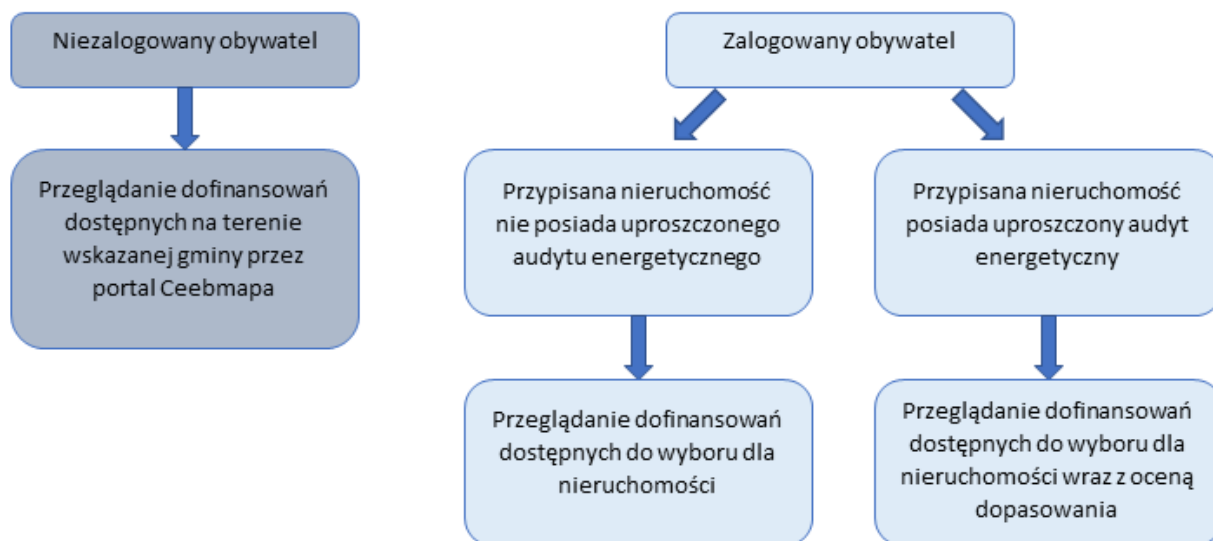 Niezalogowany obywatel
Przeglądanie dofinansowań
dostępnych na terenie
wskazanej gminy przez
portal Ceebmapa
Zalogowany obywatel
Przypisana nieruchomość
nie posiada uproszczonego
audytu energetycznego
Przypisana nieruchomość
posiada uproszczony audyt
energetyczny
Przeglądanie dofinansowań
dostępnych do wyboru dla
nieruchomości
Przeglądanie dofinansowań
dostępnych do wyboru dla
nieruchomości wraz z oceną
dopasowania